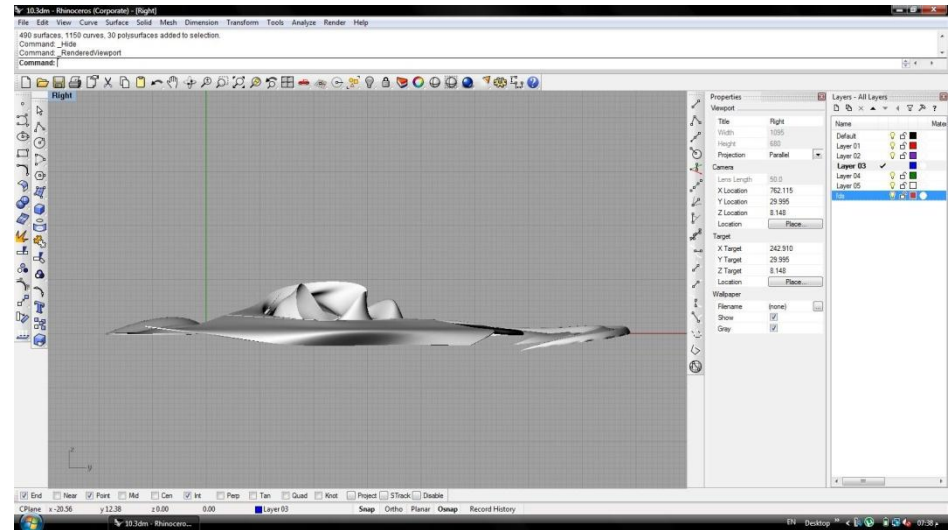 10.3dm - Rhinoceros (Corporate) - [Right]
File Edit View Curve Surface Solid Mesh Dimension Transform Tools Analyze Render Help
490 surfaces, 1150 curves, 30 polysurfaces added to selection.
Command: _Hide
Command: _RenderedViewport
Command:
Right
Properties
Viewport
Title Right
Width 1095
Height 680
Projection Parallel
Camera
Lens Length 50.0
X Location 762.115
Y Location 29.995
Z Location 8.148
Location Place...
Target
X Target 242.910
Y Target 29.995
Z Target 8.148
Location Place...
Wallpaper
Filename (none) ...
Show
Gray
Layers - All Layers
Name Mater
Default
Layer 01
Layer 02
Layer 03
Layer 04
Layer 05
z
y
End Near Point Mid Cen Int Perp Tan Quad Knot Project STrack Disable
CPlane x -20.56 y 12.38 z 0.00 0.00 Layer 03 Snap Ortho Planar Osnap Record History
10.3dm - Rhinocero... EN Desktop 07:38